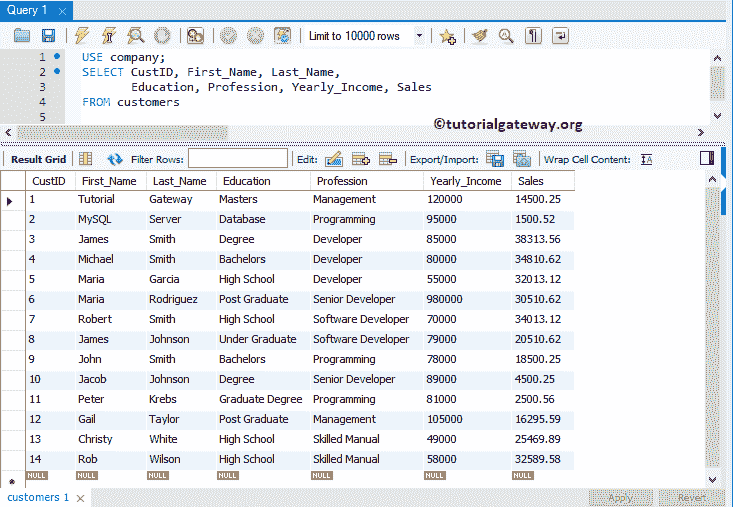 Query 1
Limit to 10000 rows
1 USE company;
2 SELECT CustID, First_Name, Last_Name,
3 Education, Profession, Yearly_Income, Sales
4 FROM customers
5
©tutorialgateway.org
Result Grid Filter Rows: Edit: Export/Import: Wrap Cell Content:
CustID First_Name Last_Name Education Profession Yearly_Income Sales
1 Tutorial Gateway Masters Management 120000 14500.25
2 MySQL Server Database Programming 95000 1500.52
3 James Smith Degree Developer 85000 38313.56
4 Michael Smith Bachelors Developer 80000 34810.62
5 Maria Garcia High School Developer 55000 32013.12
6 Maria Rodriguez Post Graduate Senior Developer 980000 30510.62
7 Robert Smith High School Software Developer 70000 34013.12
8 James Johnson Under Graduate Software Developer 79000 20510.62
9 John Smith Bachelors Programming 78000 18500.25
10 Jacob Johnson Degree Senior Developer 89000 4500.25
11 Peter Krebs Graduate Degree Programming 81000 2500.56
12 Gail Taylor Post Graduate Management 105000 16295.59
13 Christy White High School Skilled Manual 49000 25469.89
14 Rob Wilson High School Skilled Manual 58000 32589.58
NULL NULL NULL NULL NULL NULL NULL
customers 1 Apply Revert